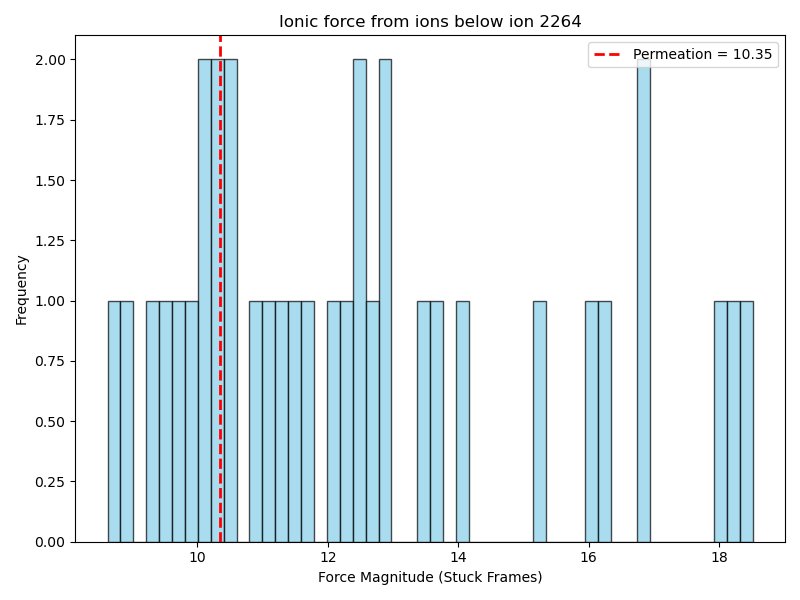 Ionic force from ions below ion 2264
Permeation = 10.35
2.00
1.75
1.50
1.25
1.00
0.75
0.50
0.25
0.00
Frequency
10 12 14 16 18
Force Magnitude (Stuck Frames)